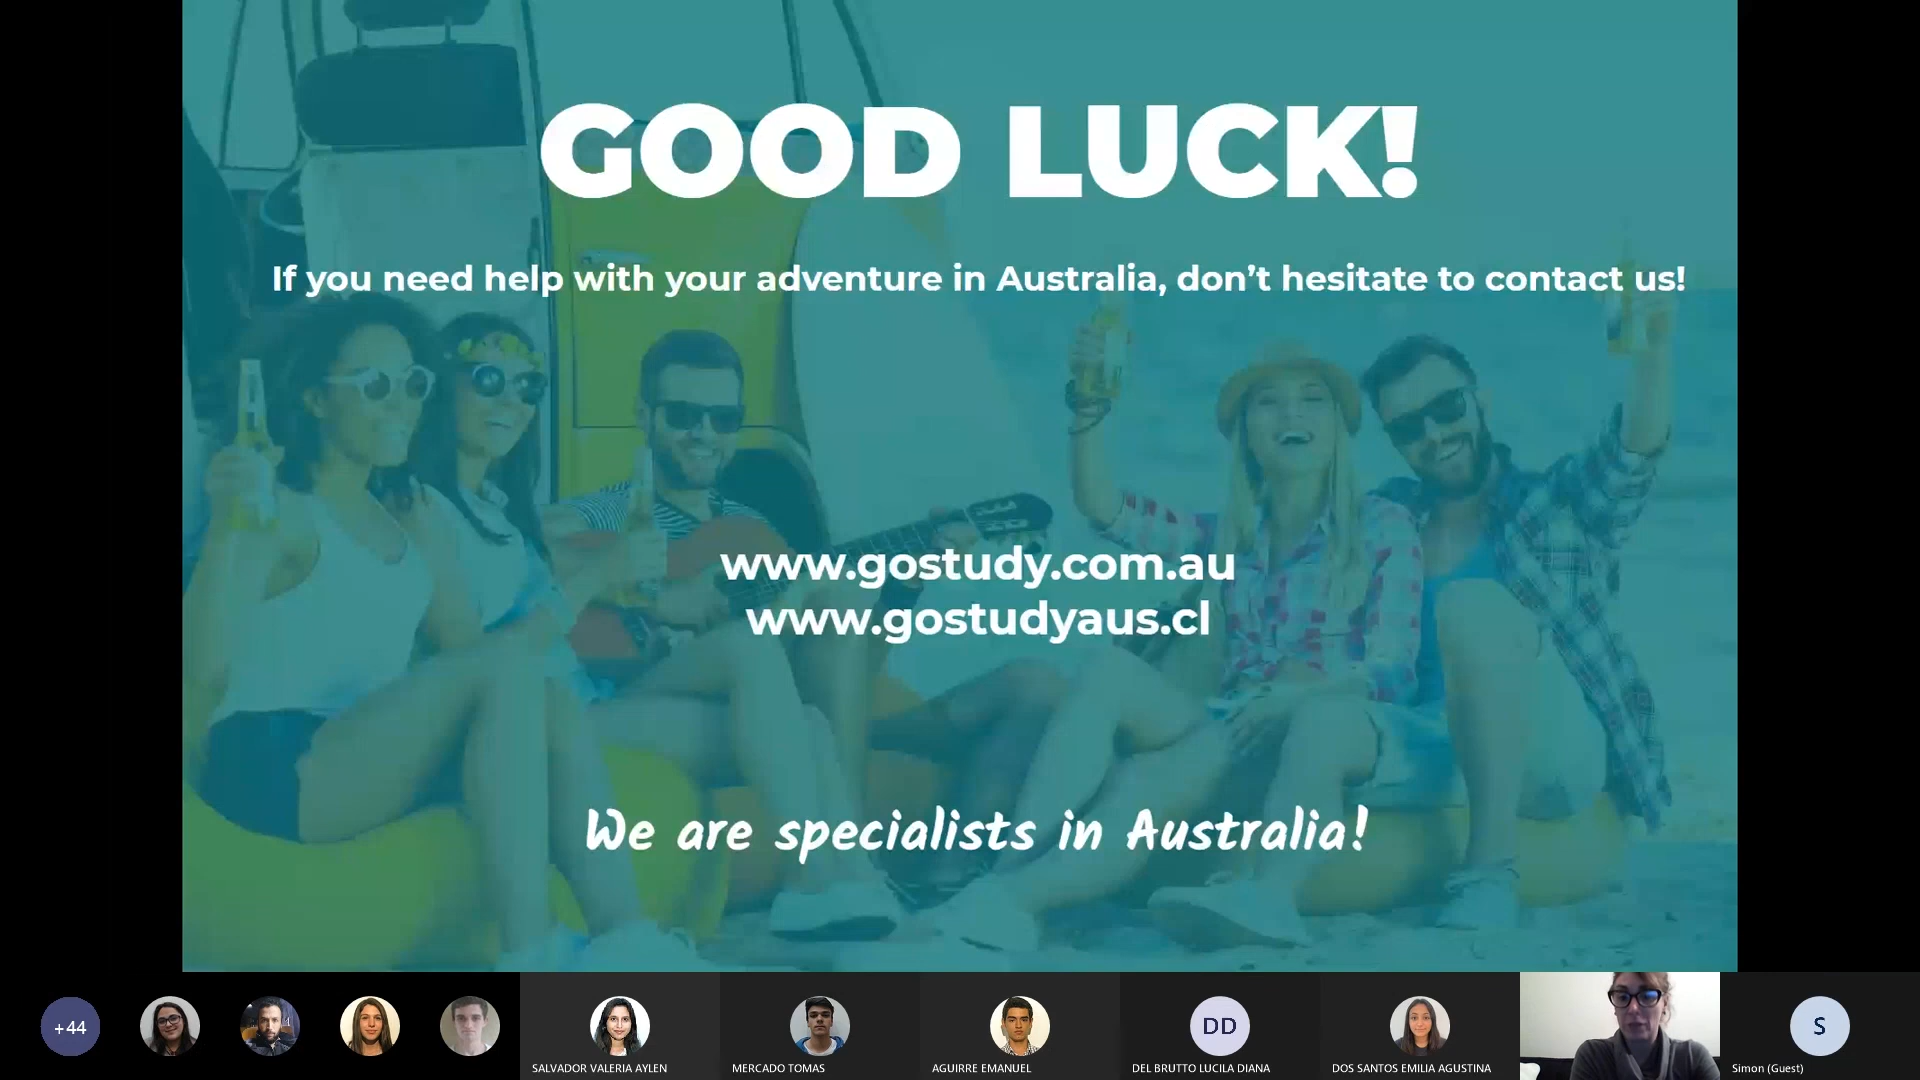 GOOD LUCK!
If you need help with your adventure in Australia, don’t hesitate to contact us!
www.gostudy.com.au
www.gostudyaus.cl
We are specialists in Australia!
+44
SALVADOR VALERIA AYLEN
MERCADO TOMAS
AGUIRRE EMANUEL
DD
DEL BRUTTO LUCILA DIANA
DOS SANTOS EMILIA AGUSTINA
S
Simon (Guest)